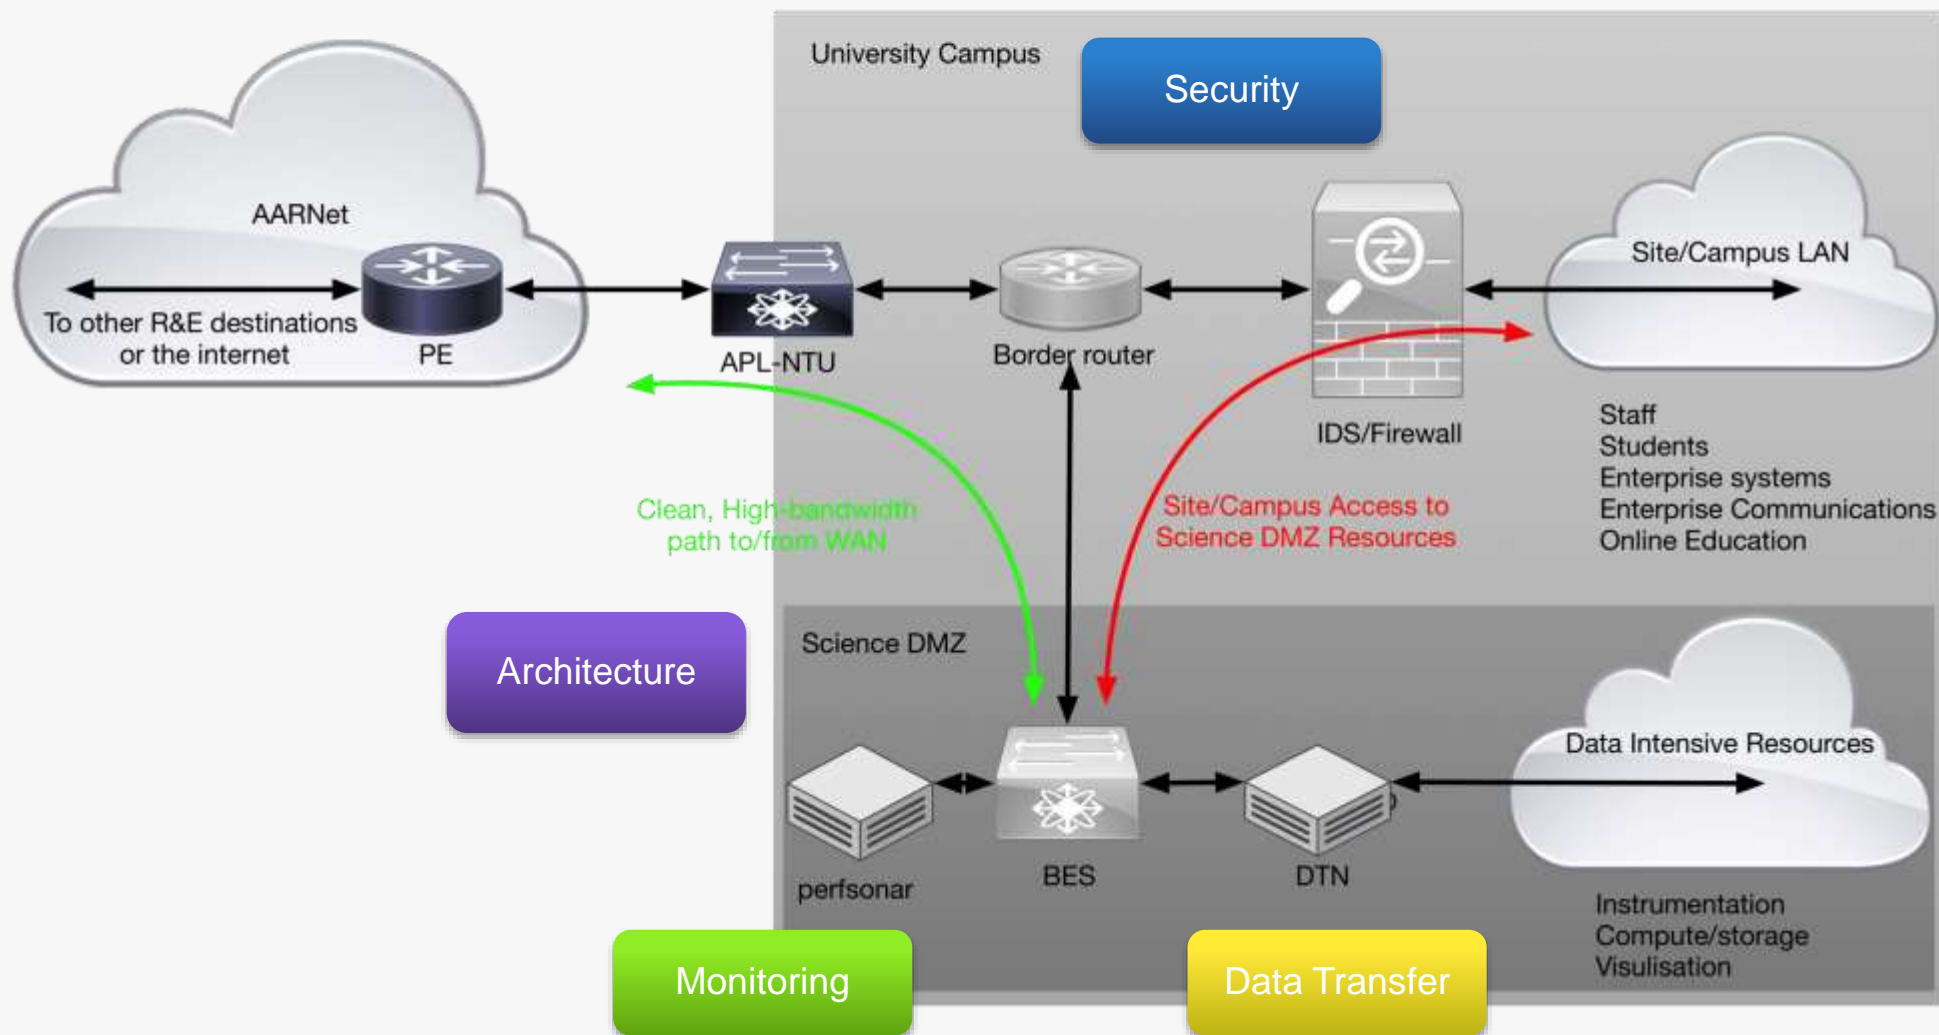 University Campus
Security
AARNet
Site/Campus LAN
To other R&E destinations
or the internet
PE
APL-NTU
Border router
IDS/Firewall
Staff
Students
Enterprise systems
Enterprise Communications
Online Education
Clean, High-bandwidth
path to/from WAN
Site/Campus Access to
Science DMZ Resources
Architecture
Science DMZ
Data Intensive Resources
perfsonar
BES
DTN
Instrumentation
Compute/storage
Visulisation
Monitoring
Data Transfer